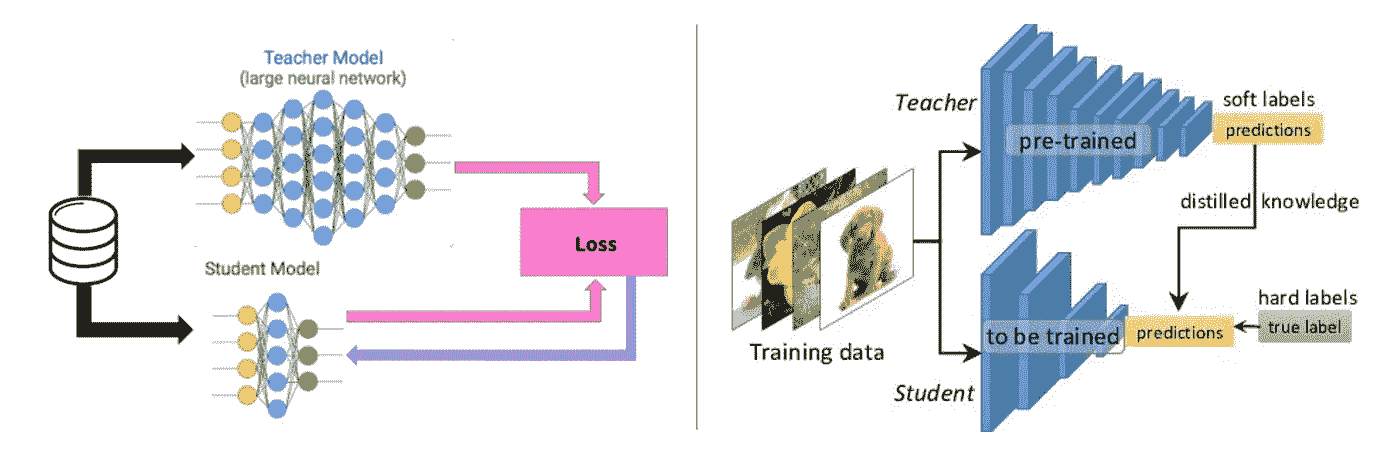 Teacher Model
(large neural network)
Loss
Student Model
Teacher
pre-trained
soft labels
predictions
distilled knowledge
Training data
hard labels
true label
to be trained
predictions
Student